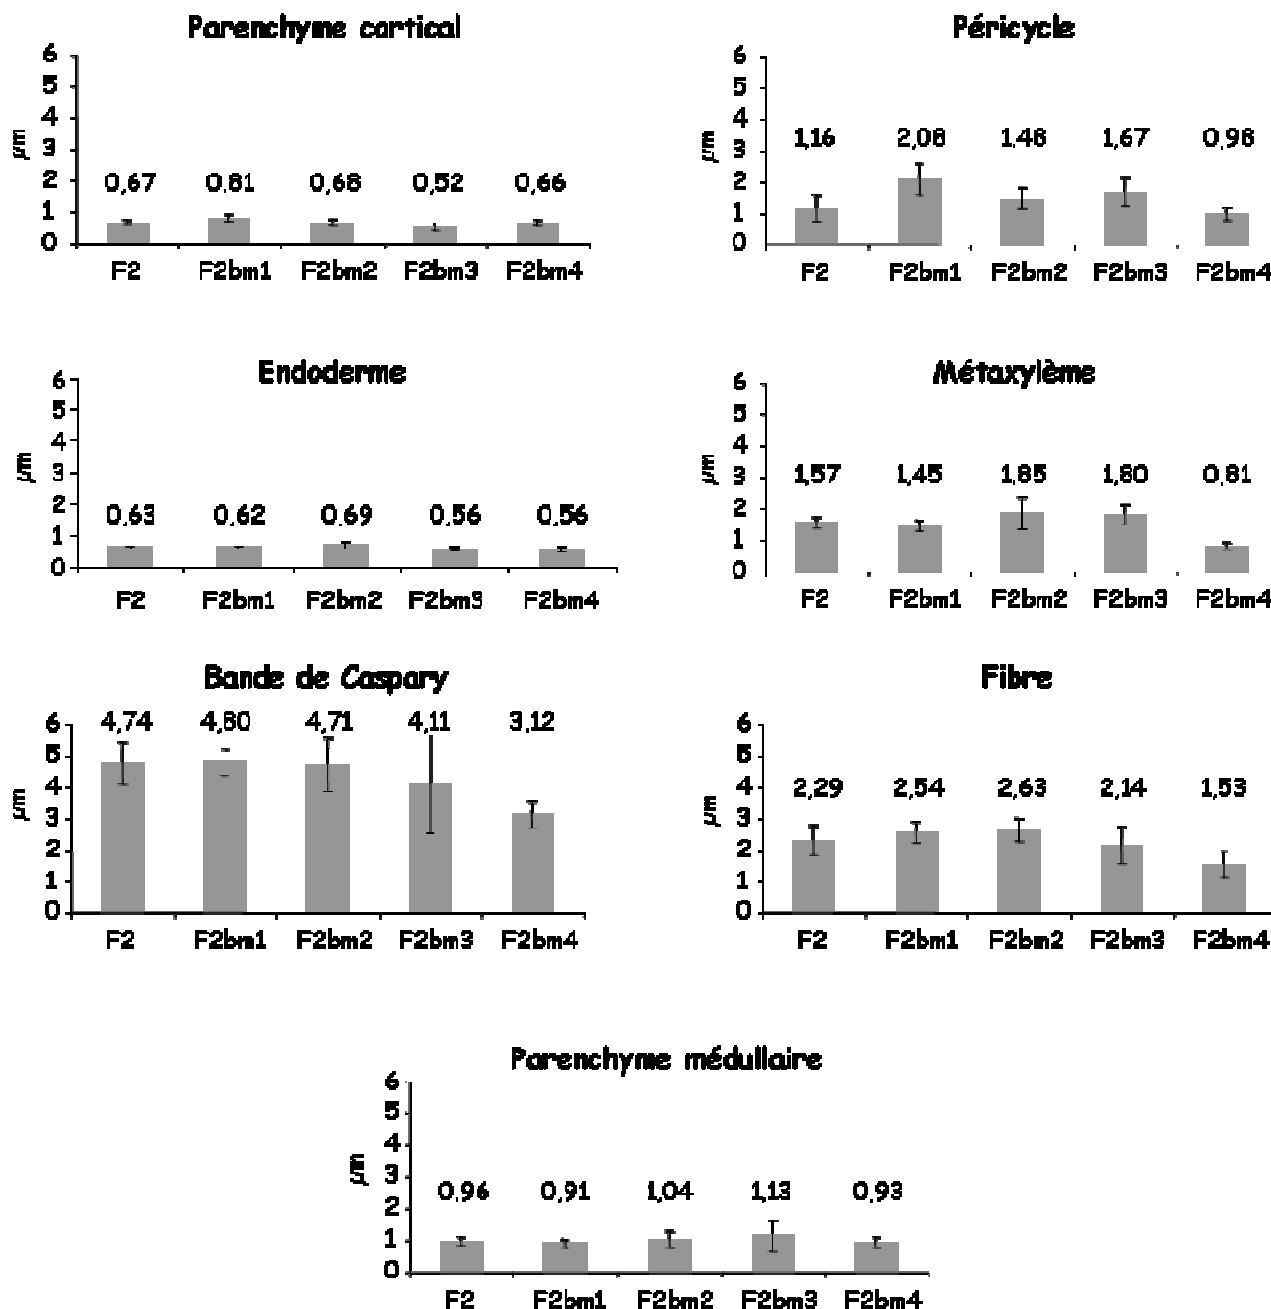 Parenchyme cortical
6
5
4
3
2
1
0
µm
0,67 0,81 0,68 0,52 0,66
F2 F2bm1 F2bm2 F2bm3 F2bm4
Péricycle
6
5
4
3
2
1
0
µm
1,16 2,08 1,48 1,67 0,98
F2 F2bm1 F2bm2 F2bm3 F2bm4
Endoderme
6
5
4
3
2
1
0
µm
0,63 0,62 0,69 0,56 0,56
F2 F2bm1 F2bm2 F2bm3 F2bm4
Métaxylème
6
5
4
3
2
1
0
µm
1,57 1,45 1,85 1,80 0,81
F2 F2bm1 F2bm2 F2bm3 F2bm4
Bande de Caspary
6
5
4
3
2
1
0
µm
4,74 4,80 4,71 4,11 3,12
F2 F2bm1 F2bm2 F2bm3 F2bm4
Fibre
6
5
4
3
2
1
0
µm
2,29 2,54 2,63 2,14 1,53
F2 F2bm1 F2bm2 F2bm3 F2bm4
Parenchyme médullaire
6
5
4
3
2
1
0
µm
0,96 0,91 1,04 1,13 0,93
F2 F2bm1 F2bm2 F2bm3 F2bm4